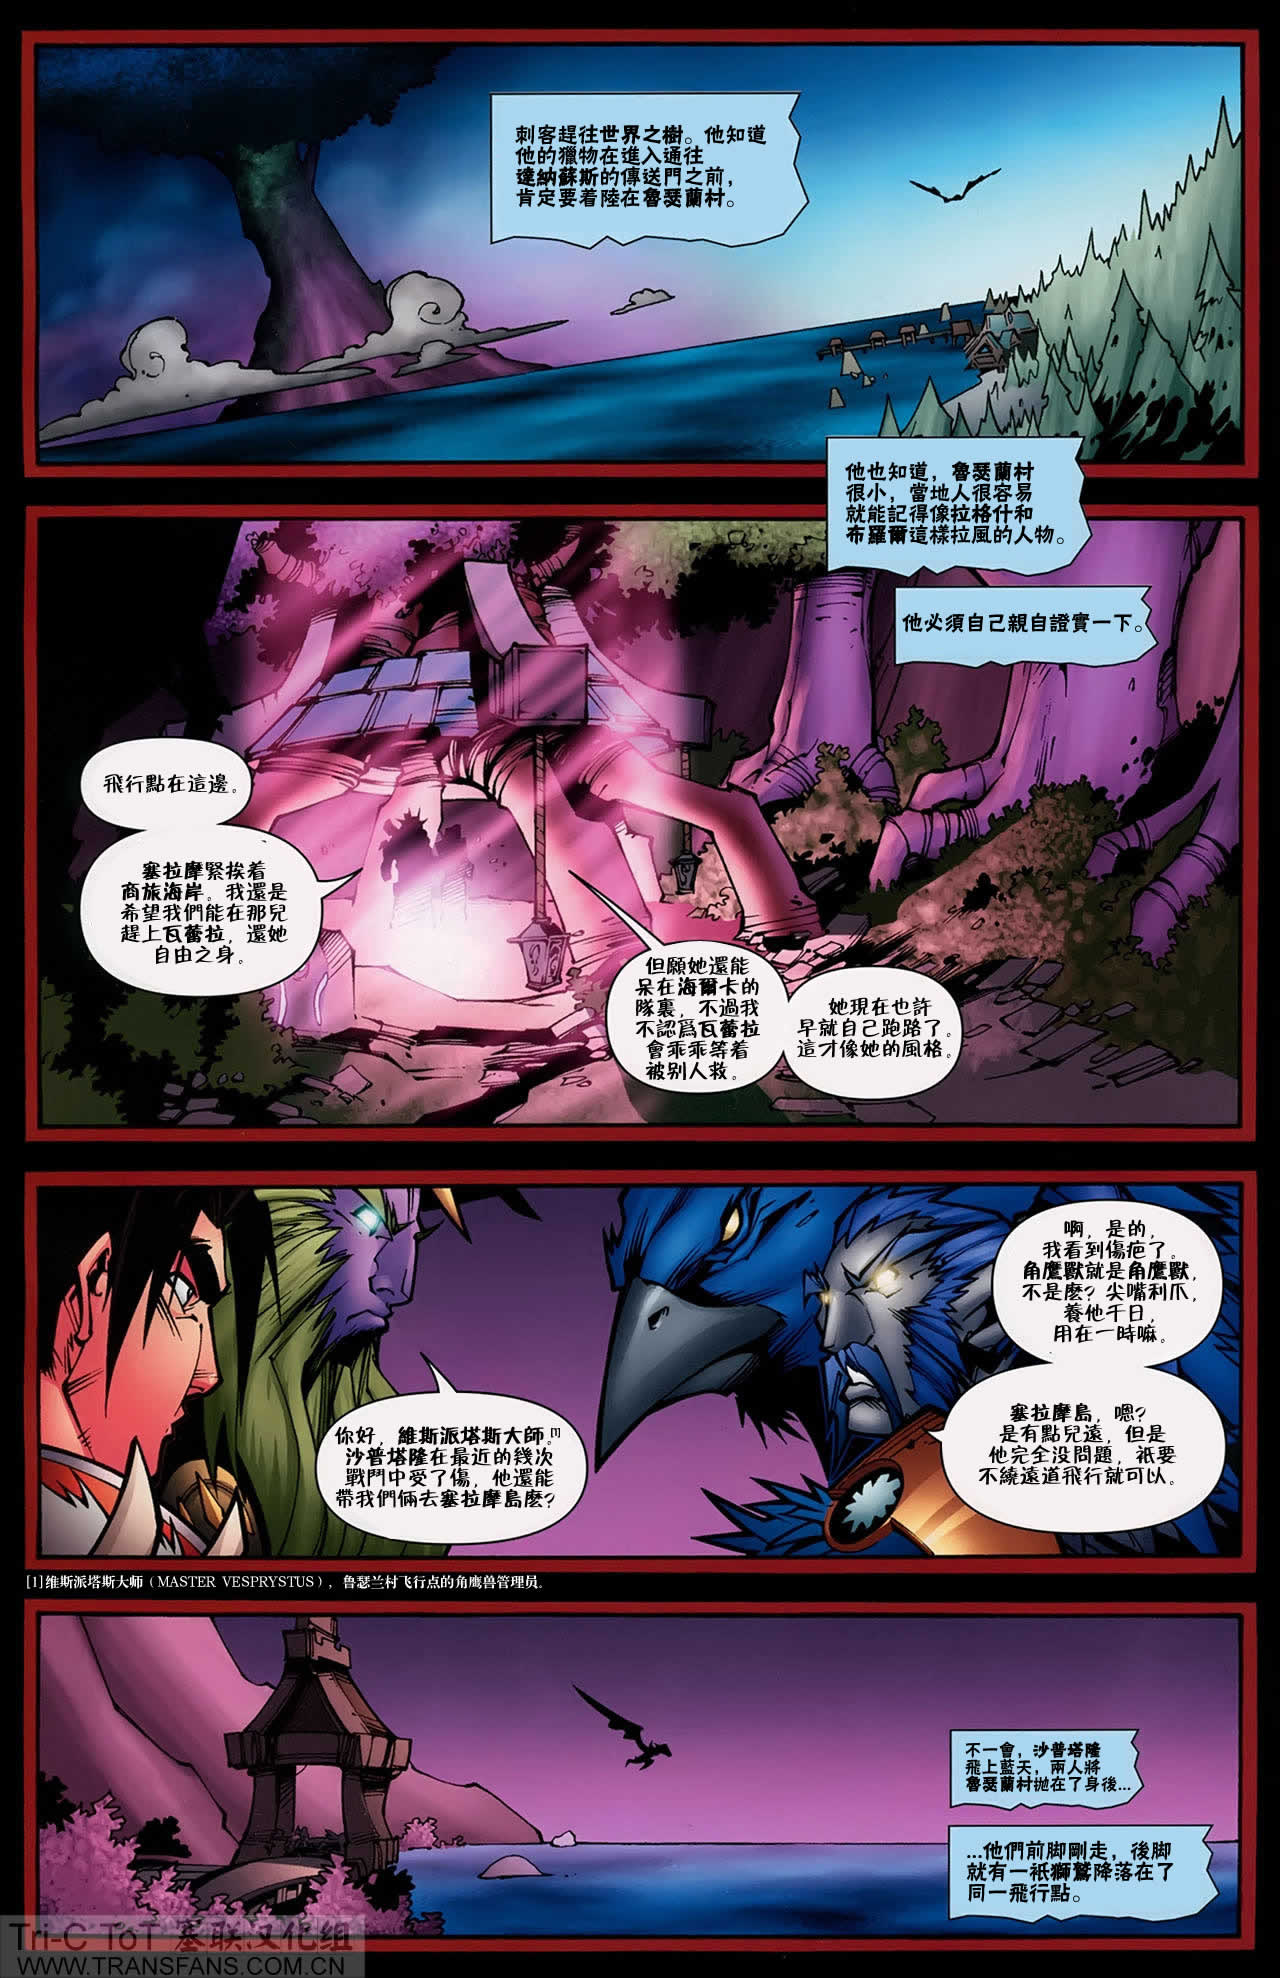 刺客趕往世界之樹。他知道
他的獵物在進入通往
達納蘇斯的傳送門之前，
肯定要着陸在魯瑟蘭村。
他也知道，魯瑟蘭村
很小，當地人很容易
就能記得像拉格什和
布羅爾這樣拉風的人物。
他必須自己親自證實一下。
飛行點在這邊。
塞拉摩緊挨着
商旅海岸。我還是
希望我們能在那兒
趕上瓦蕾拉，還她
自由之身。
但願她還能
呆在海爾卡的
隊裏，不過我
不認爲瓦蕾拉
會乖乖等着
被别人救。
她現在也許
早就自己跑路了。
這才像她的風格。
你好，維斯派塔斯大師。[1]
沙普塔隆在最近的幾次
戰鬥中受了傷，他還能
帶我們倆去塞拉摩島麽？
啊，是的，
我看到傷疤了。
角鷹獸就是角鷹獸，
不是麽？尖嘴利爪，
養他千日，
用在一時嘛。
塞拉摩島，嗯？
是有點兒遠，但是
他完全没問題，衹要
不繞遠道飛行就可以。
[1]维斯派塔斯大师（MASTER VESPRYSTUS），鲁瑟兰村飞行点的角鹰兽管理员。
不一會，沙普塔隆
飛上藍天，兩人將
魯瑟蘭村抛在了身後...
...他們前脚剛走，後脚
就有一衹獅鷲降落在了
同一飛行點。
Tri-C ToT 塞联汉化组
WWW.TRANSFANS.COM.CN